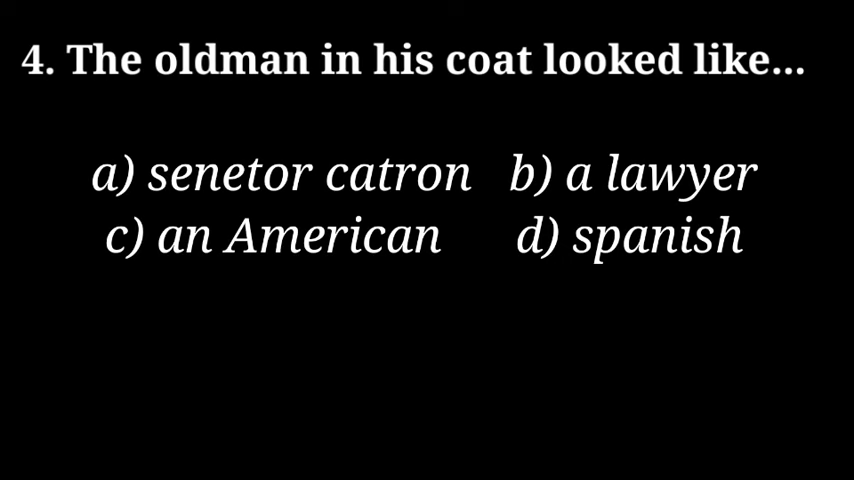 4. The oldman in his coat looked like...
a) senetor catron b) a lawyer
c) an American d) spanish